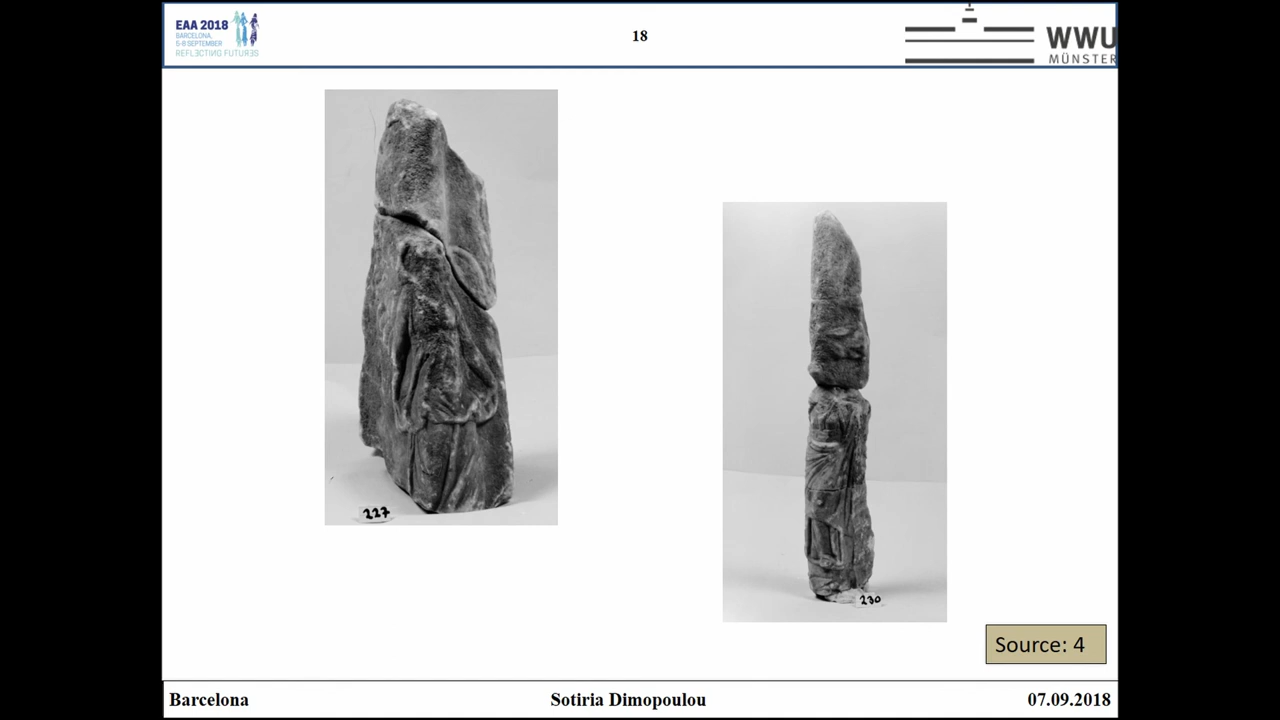 EAA 2018
BARCELONA,
5-8 SEPTEMBER
REFLECTING FUTURES
18
WWU
MÜNSTER
227
230
Source: 4
Barcelona
Sotiria Dimopoulou
07.09.2018